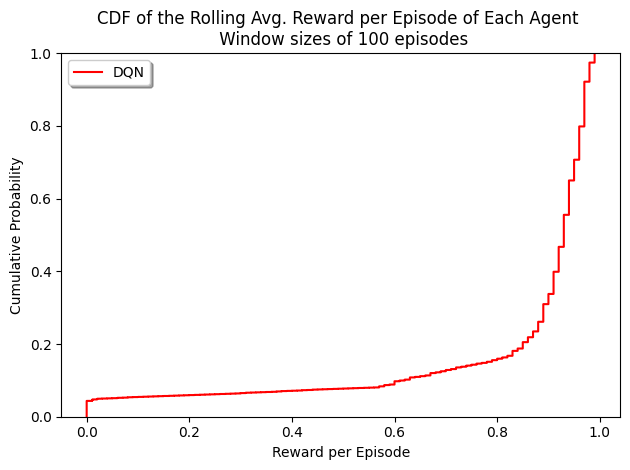 CDF of the Rolling Avg. Reward per Episode of Each Agent
Window sizes of 100 episodes
DQN
Cumulative Probability
1.0
0.8
0.6
0.4
0.2
0.0
0.0 0.2 0.4 0.6 0.8 1.0
Reward per Episode